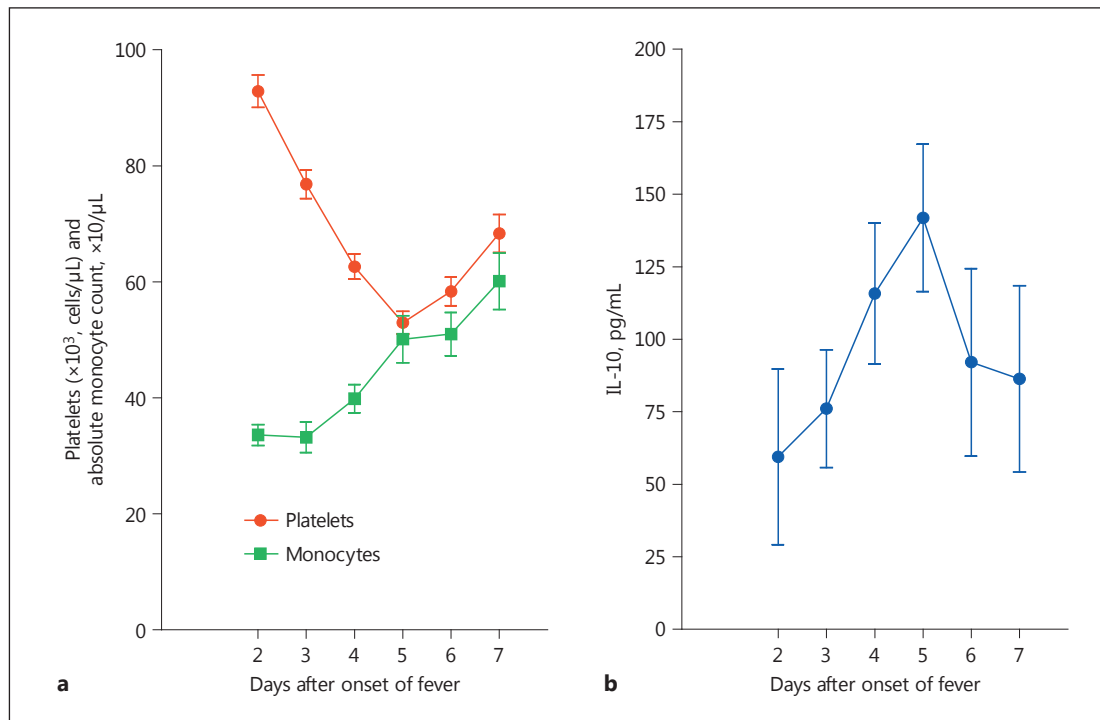 100
80
60
40
20
0
Platelets (×10³, cells/μL) and
absolute monocyte count, ×10/μL
Platelets
Monocytes
2 3 4 5 6 7
Days after onset of fever
a
200
175
150
125
100
75
50
25
0
IL-10, pg/mL
2 3 4 5 6 7
Days after onset of fever
b